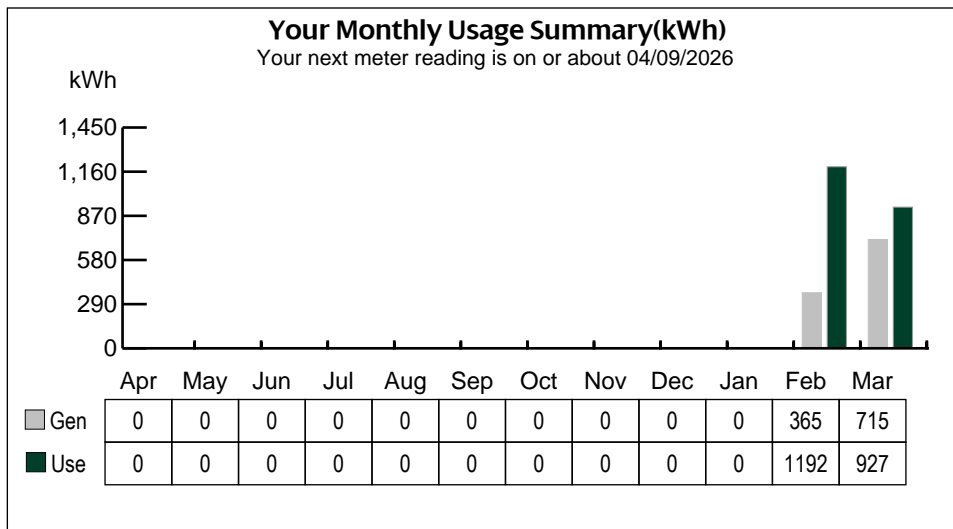 Your Monthly Usage Summary(kWh)
Your next meter reading is on or about 04/09/2026
kWh
1,450
1,160
870
580
290
0
Apr May Jun Jul Aug Sep Oct Nov Dec Jan Feb Mar
Gen 0 0 0 0 0 0 0 0 0 0 365 715
Use 0 0 0 0 0 0 0 0 0 0 1192 927